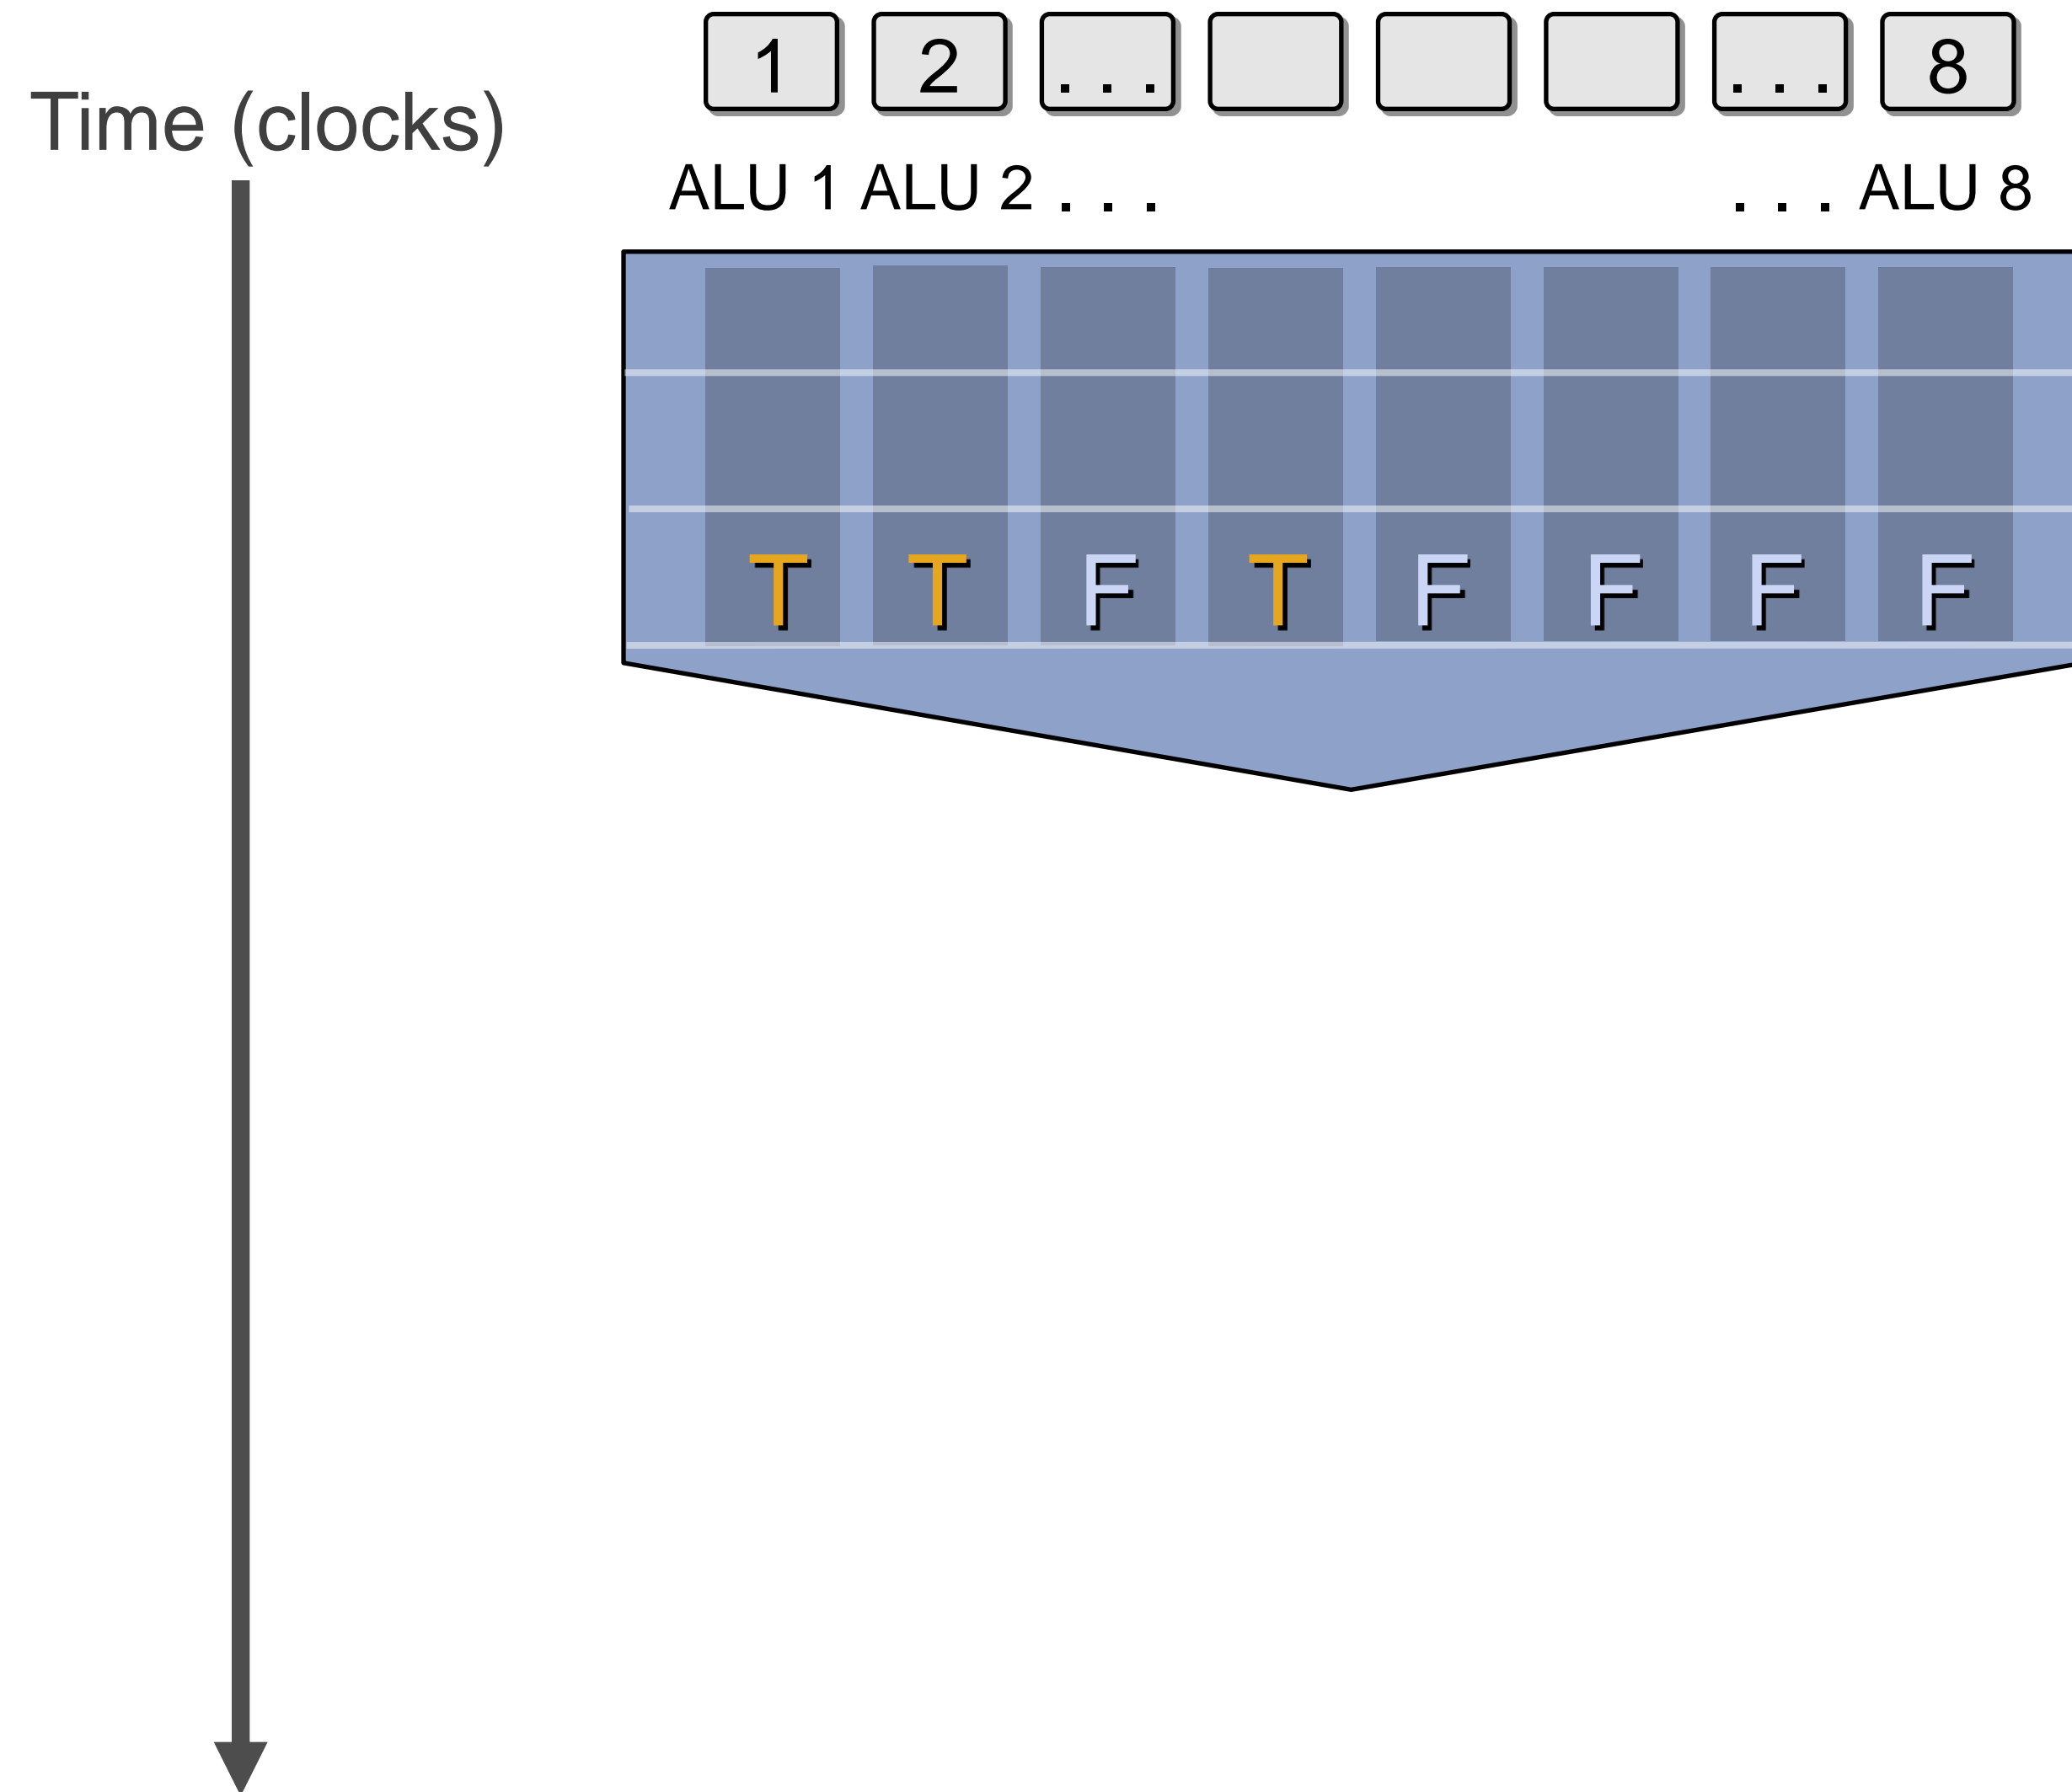 1 2 . . . . . . 8
Time (clocks)
ALU 1 ALU 2 . . . . . . ALU 8
T T F T F F F F